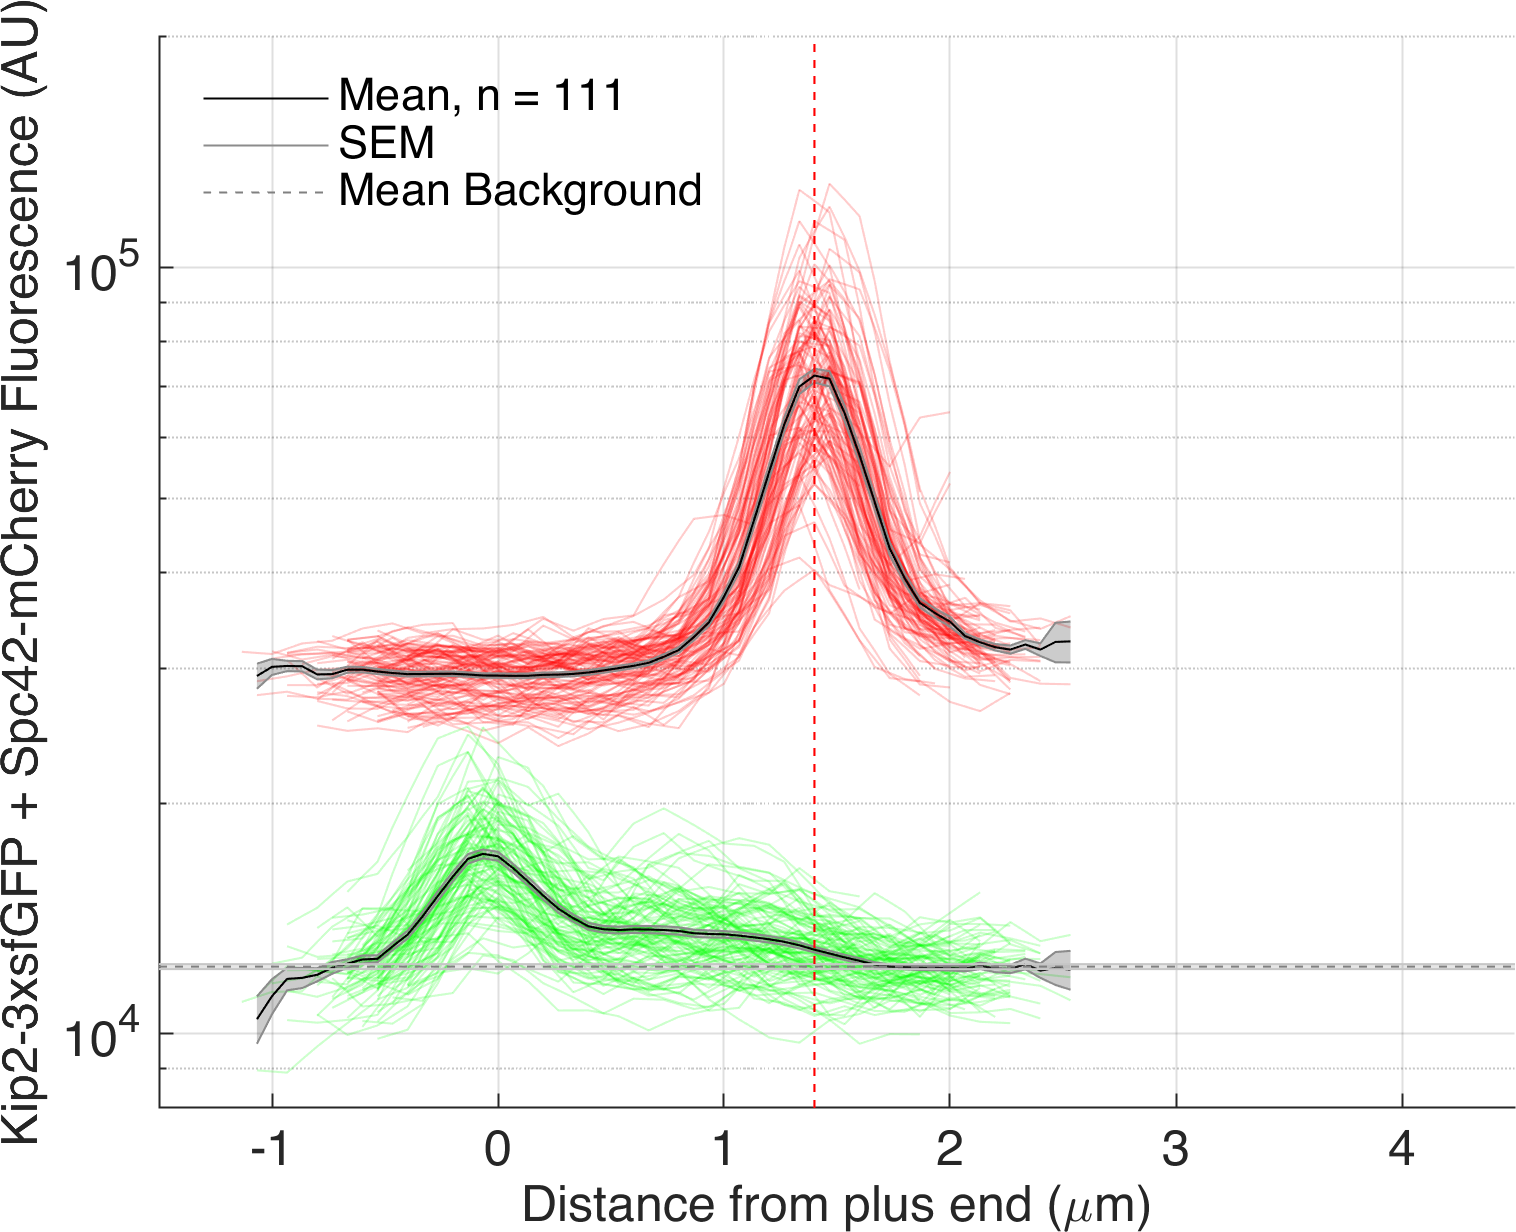 Kip2-3xsfGFP + Spc42-mCherry Fluorescence (AU)
Mean, n = 111
SEM
Mean Background
10^5
10^4
-1 0 1 2 3 4
Distance from plus end (μm)